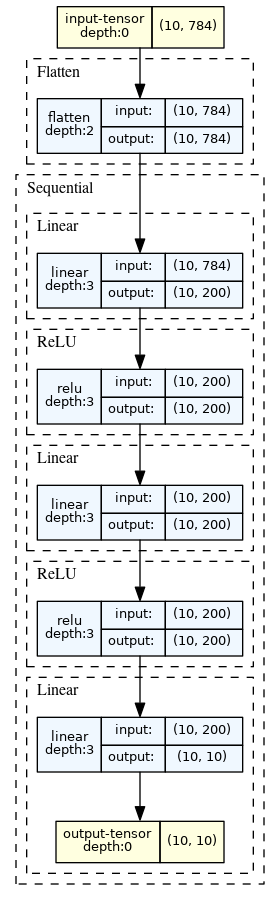 input-tensor
depth:0
(10, 784)
Flatten
flatten
depth:2
input:
(10, 784)
output:
(10, 784)
Sequential
Linear
linear
depth:3
input:
(10, 784)
output:
(10, 200)
ReLU
relu
depth:3
input:
(10, 200)
output:
(10, 200)
Linear
linear
depth:3
input:
(10, 200)
output:
(10, 200)
ReLU
relu
depth:3
input:
(10, 200)
output:
(10, 200)
Linear
linear
depth:3
input:
(10, 200)
output:
(10, 10)
output-tensor
depth:0
(10, 10)